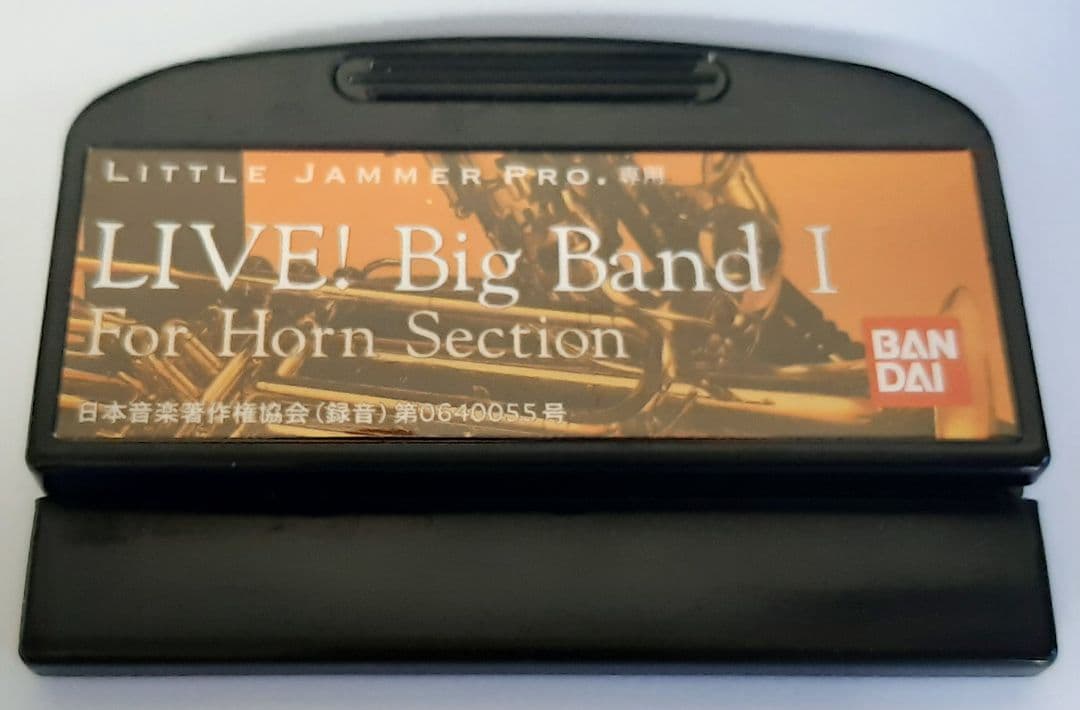 LITTLE JAMMER PRO. 専用
LIVE! Big Band I
For Horn Section
BAN
DAI
日本音楽著作権協会(録音)第0640055号